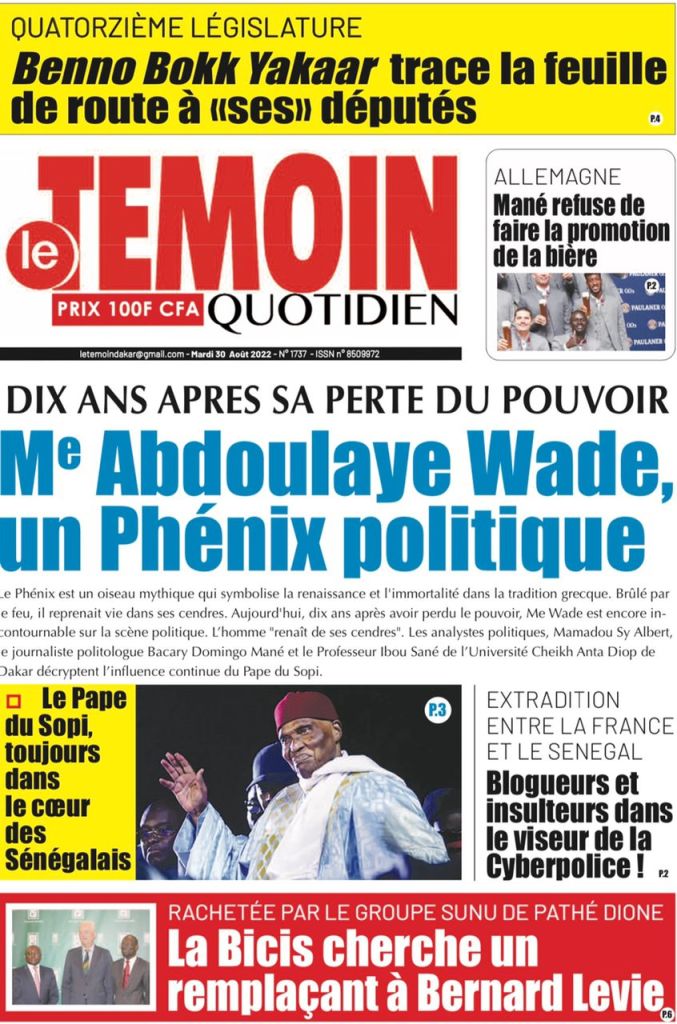 QUATORZIÈME LÉGISLATURE
Benno Bokk Yakaar trace la feuille
de route à «ses» députés
P.4
le TEMOIN
PRIX 100F CFA
QUOTIDIEN
letemoindakar@gmail.com - Mardi 30 Août 2022 - N° 1737 - ISSN n° 8509972
ALLEMAGNE
Mané refuse de
faire la promotion
de la bière
P.2
PAULANER
DIX ANS APRES SA PERTE DU POUVOIR
Me Abdoulaye Wade,
un Phénix politique
Le Phénix est un oiseau mythique qui symbolise la renaissance et l'immortalité dans la tradition grecque. Brûlé par
le feu, il reprenait vie dans ses cendres. Aujourd'hui, dix ans après avoir perdu le pouvoir, Me Wade est encore in-
contournable sur la scène politique. L’homme "renaît de ses cendres". Les analystes politiques, Mamadou Sy Albert,
le journaliste politologue Bacary Domingo Mané et le Professeur Ibou Sané de l’Université Cheikh Anta Diop de
Dakar décryptent l’influence continue du Pape du Sopi.
Le Pape
du Sopi,
toujours
dans
le cœur
des
Sénégalais
P.3
EXTRADITION
ENTRE LA FRANCE
ET LE SENEGAL
Blogueurs et
insulteurs dans
le viseur de la
Cyberpolice !
P.2
RACHETÉE PAR LE GROUPE SUNU DE PATHÉ DIONE
La Bicis cherche un
remplaçant à Bernard Levie
P.6